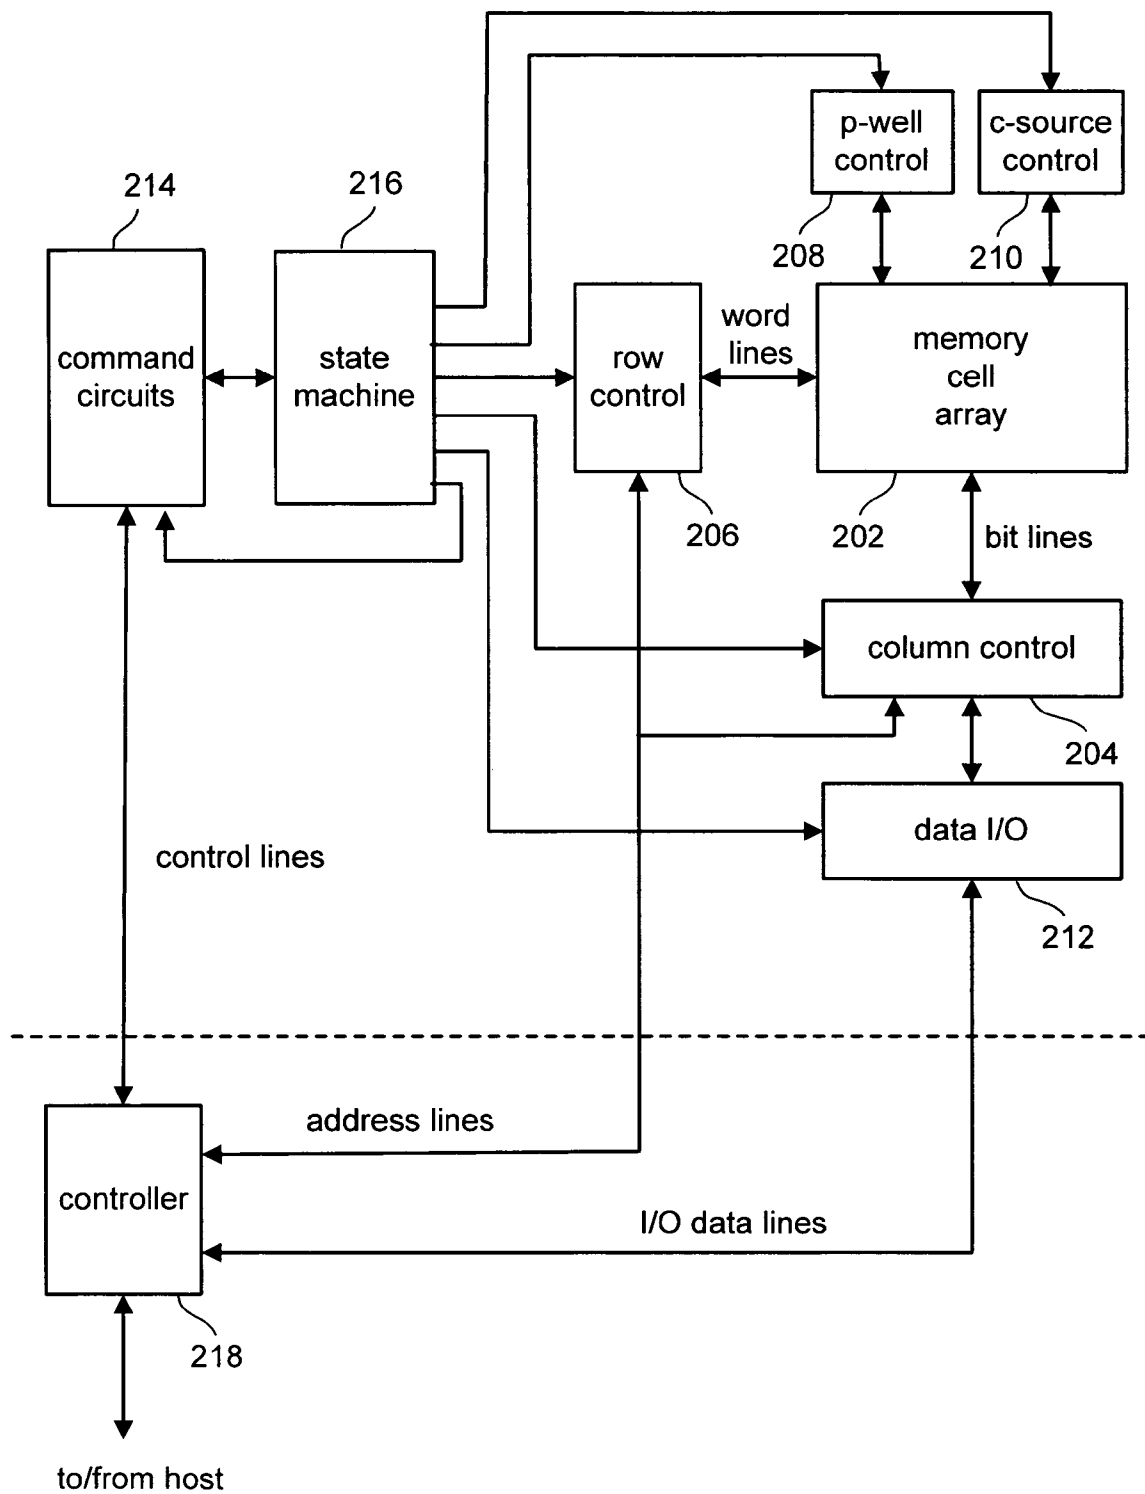 p-well
control
c-source
control
214
216
208
210
command
circuits
state
machine
row
control
word
lines
memory
cell
array
206
202
bit lines
column control
204
data I/O
control lines
212
address lines
controller
I/O data lines
218
to/from host